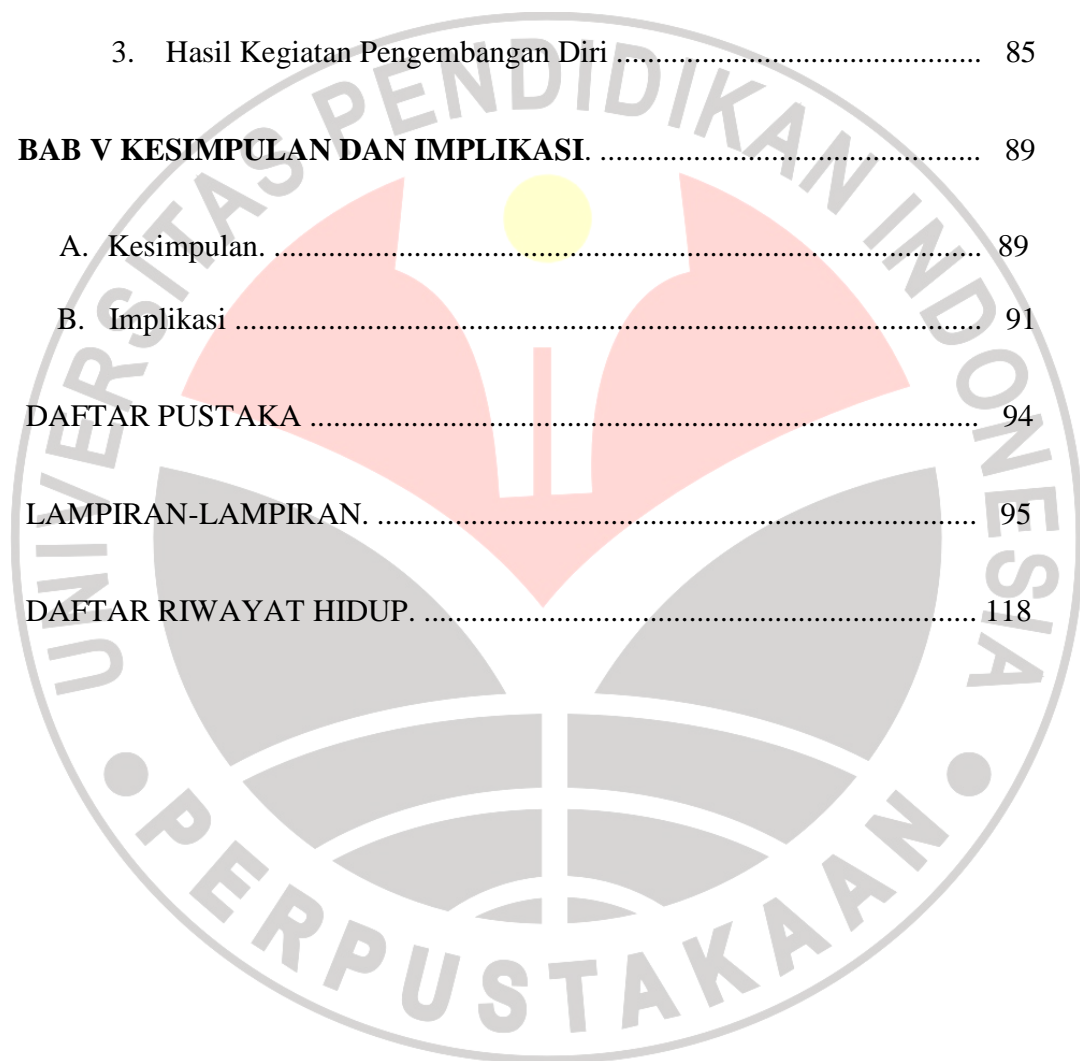 3. Hasil Kegiatan Pengembangan Diri ............................................... 85
BAB V KESIMPULAN DAN IMPLIKASI. ................................................. 89
A. Kesimpulan. ........................................................................................... 89
B. Implikasi ................................................................................................ 91
DAFTAR PUSTAKA ...................................................................................... 94
LAMPIRAN-LAMPIRAN. ............................................................................. 95
DAFTAR RIWAYAT HIDUP. ....................................................................... 118
UNIVERSITAS PENDIDIKAN INDONESIA
PERPUSTAKAAN